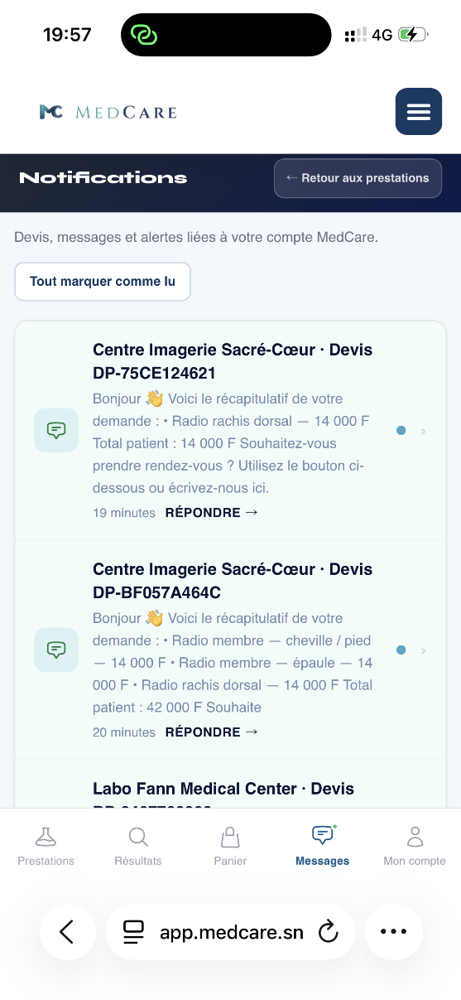 19:57
4G
MC MEDCARE
Notifications
← Retour aux prestations
Devis, messages et alertes liées à votre compte MedCare.
Tout marquer comme lu
Centre Imagerie Sacré-Cœur · Devis
DP-75CE124621
Bonjour 👋 Voici le récapitulatif de votre
demande : • Radio rachis dorsal — 14 000 F
Total patient : 14 000 F Souhaitez-vous
prendre rendez-vous ? Utilisez le bouton ci-
dessous ou écrivez-nous ici.
19 minutes RÉPONDRE →
Centre Imagerie Sacré-Cœur · Devis
DP-BF057A464C
Bonjour 👋 Voici le récapitulatif de votre
demande : • Radio membre — cheville / pied
— 14 000 F • Radio membre — épaule — 14
000 F • Radio rachis dorsal — 14 000 F Total
patient : 42 000 F Souhaite
20 minutes RÉPONDRE →
Labo Fann Medical Center · Devis
Prestations
Résultats
Panier
Messages
Mon compte
app.medcare.sn